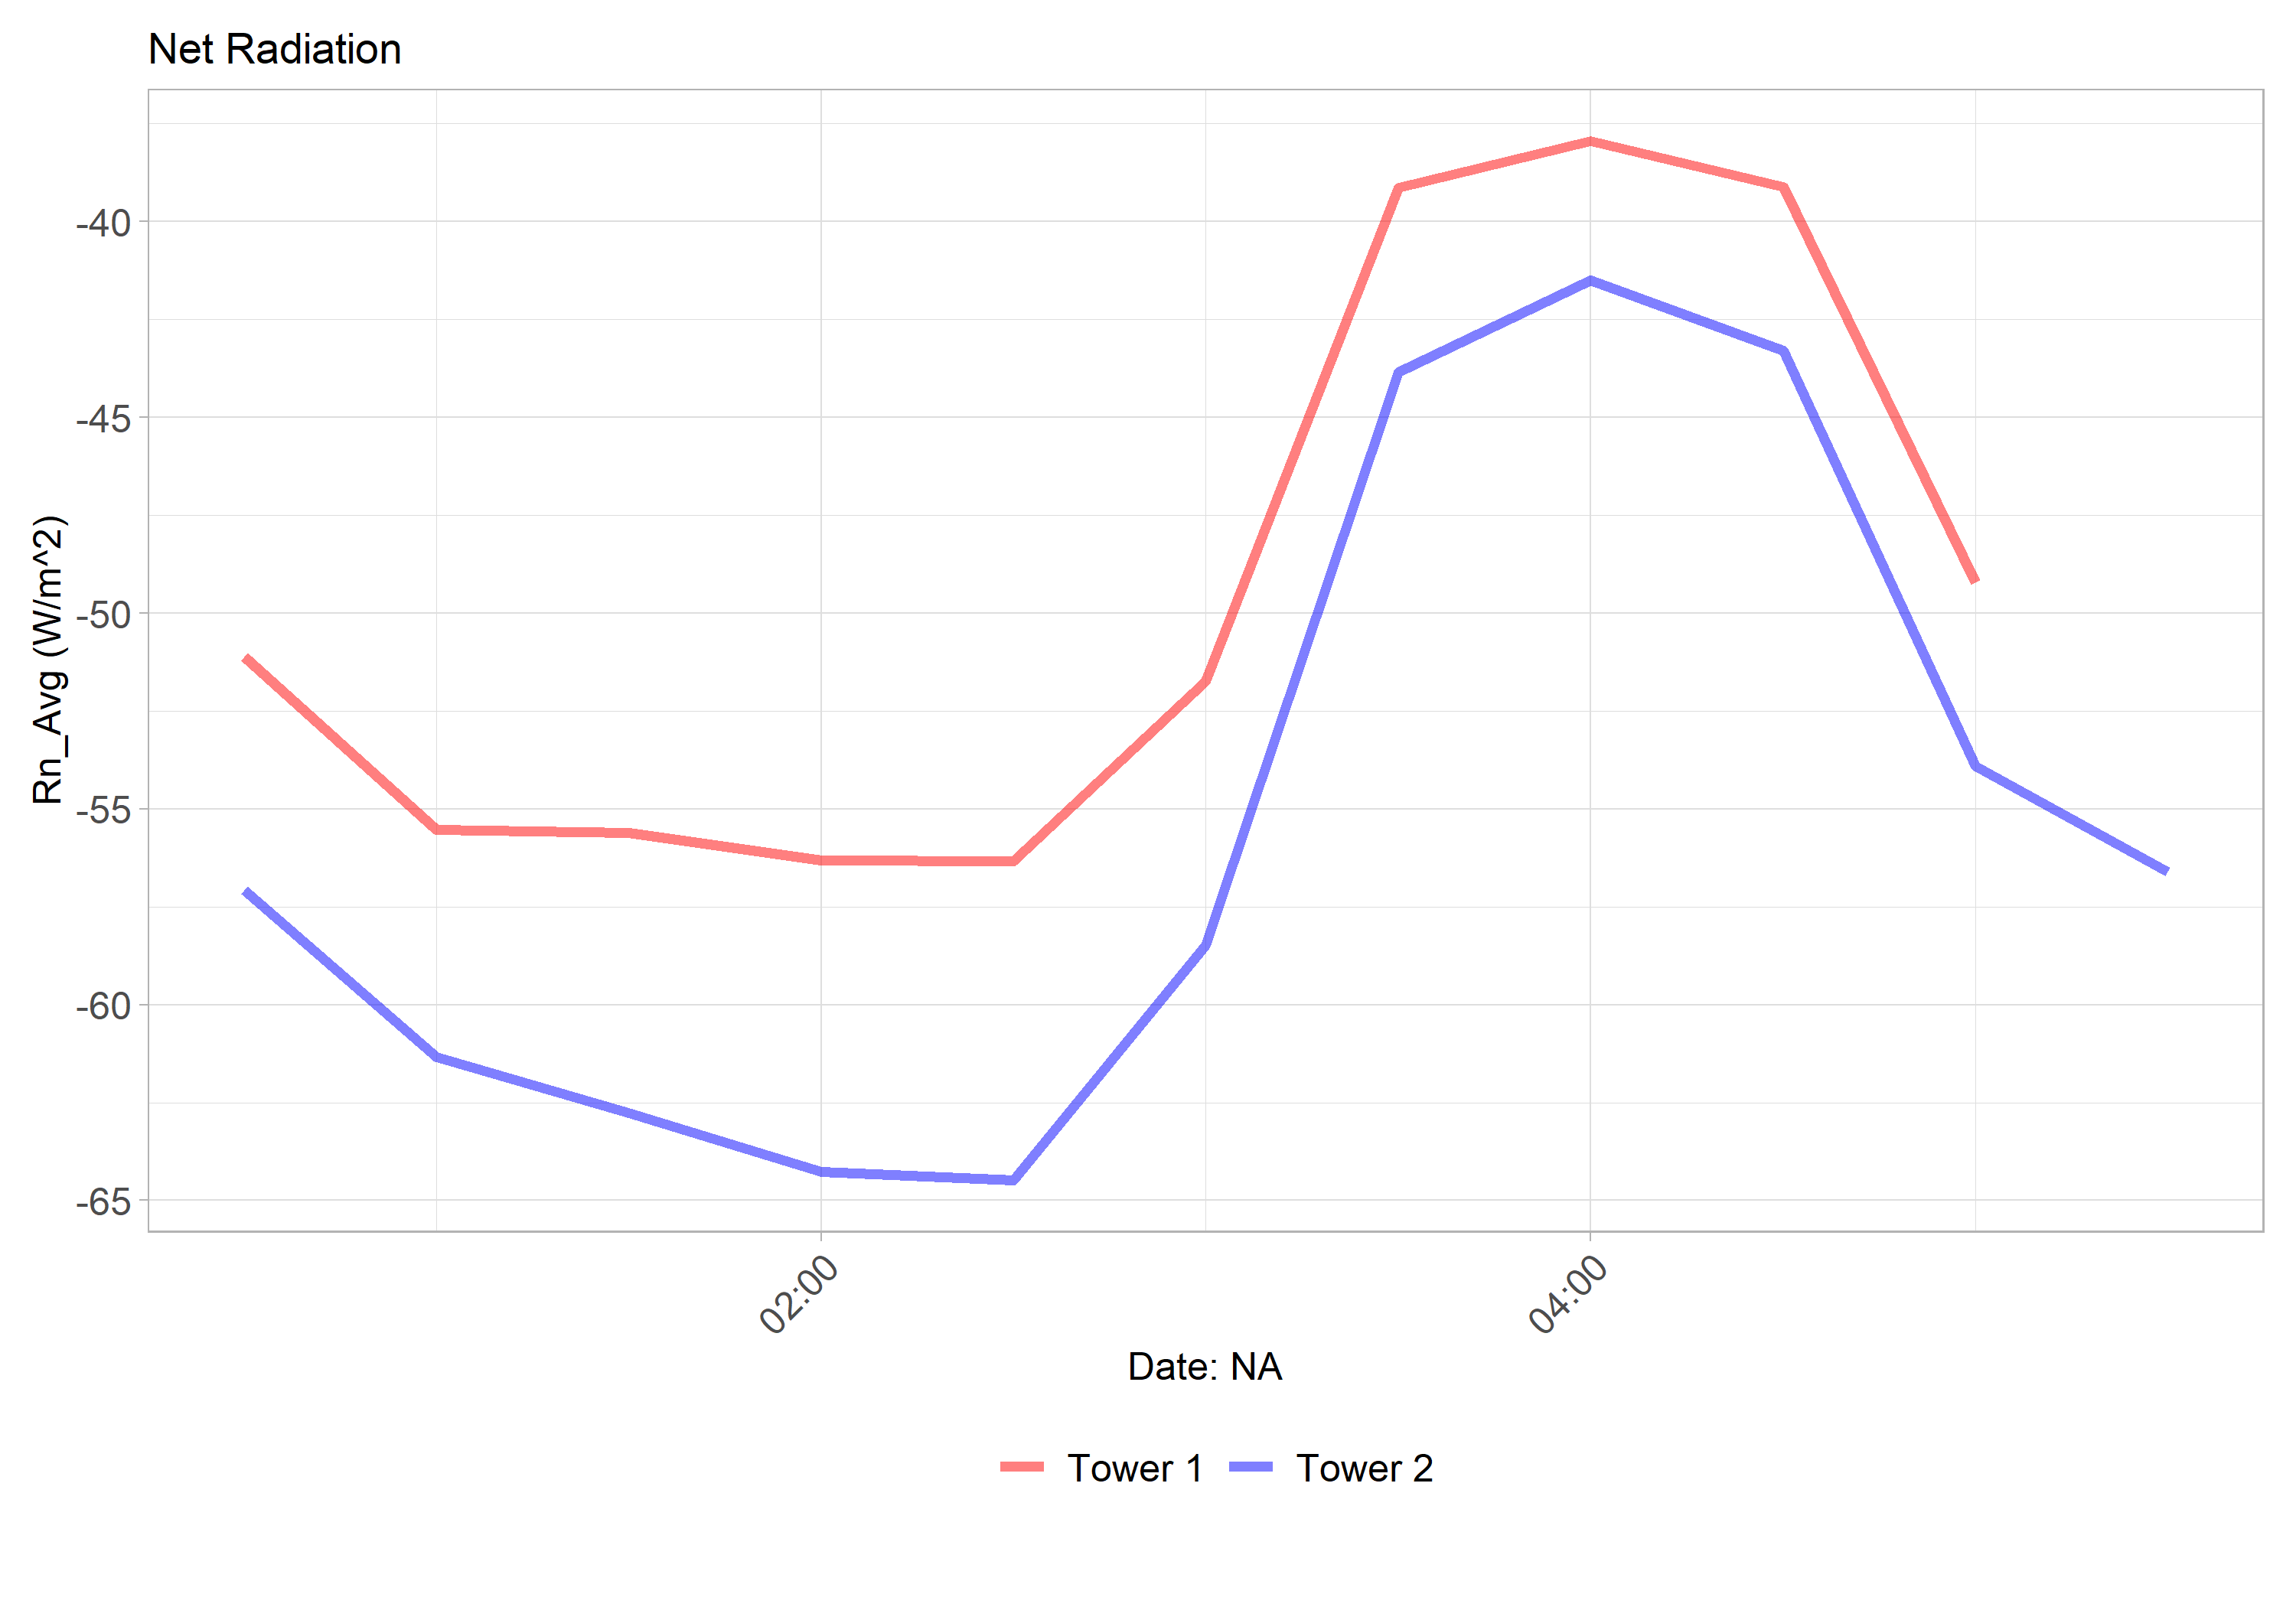 Net Radiation
Rn_Avg (W/m^2)
-40
-45
-50
-55
-60
-65
02:00
04:00
Date: NA
Tower 1
Tower 2